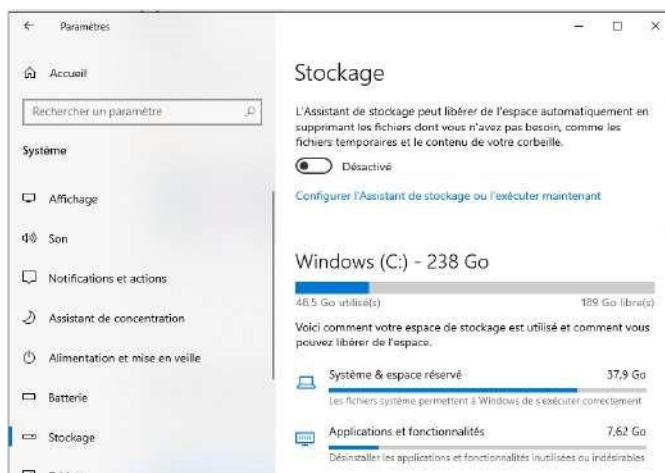 Paramètres
Accueil
Rechercher un paramètre
Système
Affichage
Son
Notifications et actions
Assistant de concentration
Alimentation et mise en veille
Batterie
Stockage
Stockage
L'Assistant de stockage peut libérer de l'espace automatiquement en
supprimant les fichiers dont vous n'avez pas besoin, comme les
fichiers temporaires et le contenu de votre corbeille.
Désactivé
Configurer l'Assistant de stockage ou l'exécuter maintenant
Windows (C:) - 238 Go
48.5 Go utilisé(s) 189 Go libre(s)
Voici comment votre espace de stockage est utilisé et comment vous
pouvez libérer de l'espace.
Système & espace réservé 37,9 Go
Les fichiers système permettent à Windows de s'exécuter correctement
Applications et fonctionnalités 7,62 Go
Désinstaller les applications et fonctionnalités inutilisées ou indésirables